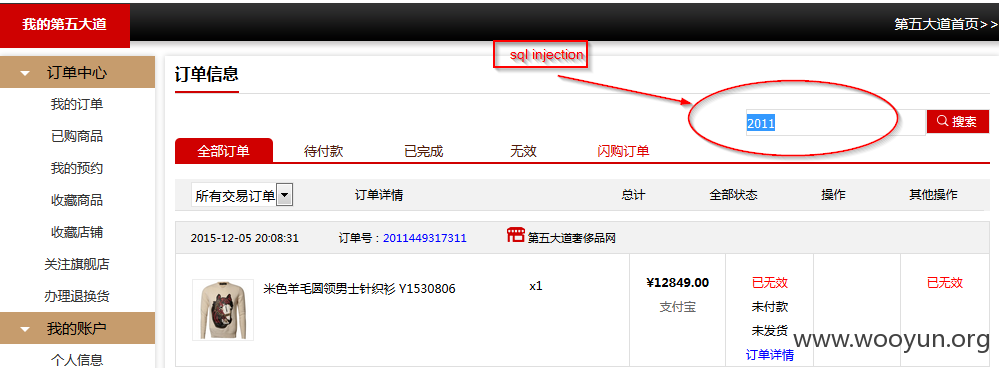 我的第五大道
第五大道首页>>
订单中心
我的订单
已购商品
我的预约
收藏商品
收藏店铺
关注旗舰店
办理退换货
我的账户
个人信息
订单信息
sql injection
2011
搜索
全部订单 待付款 已完成 无效 闪购订单
所有交易订单 订单详情 总计 全部状态 操作 其他操作
2015-12-05 20:08:31 订单号：2011449317311 第五大道奢侈品网
米色羊毛圆领男士针织衫 Y1530806 x1 ¥12849.00 已无效 已无效
支付宝 未付款
未发货
订单详情
www.wooyun.org